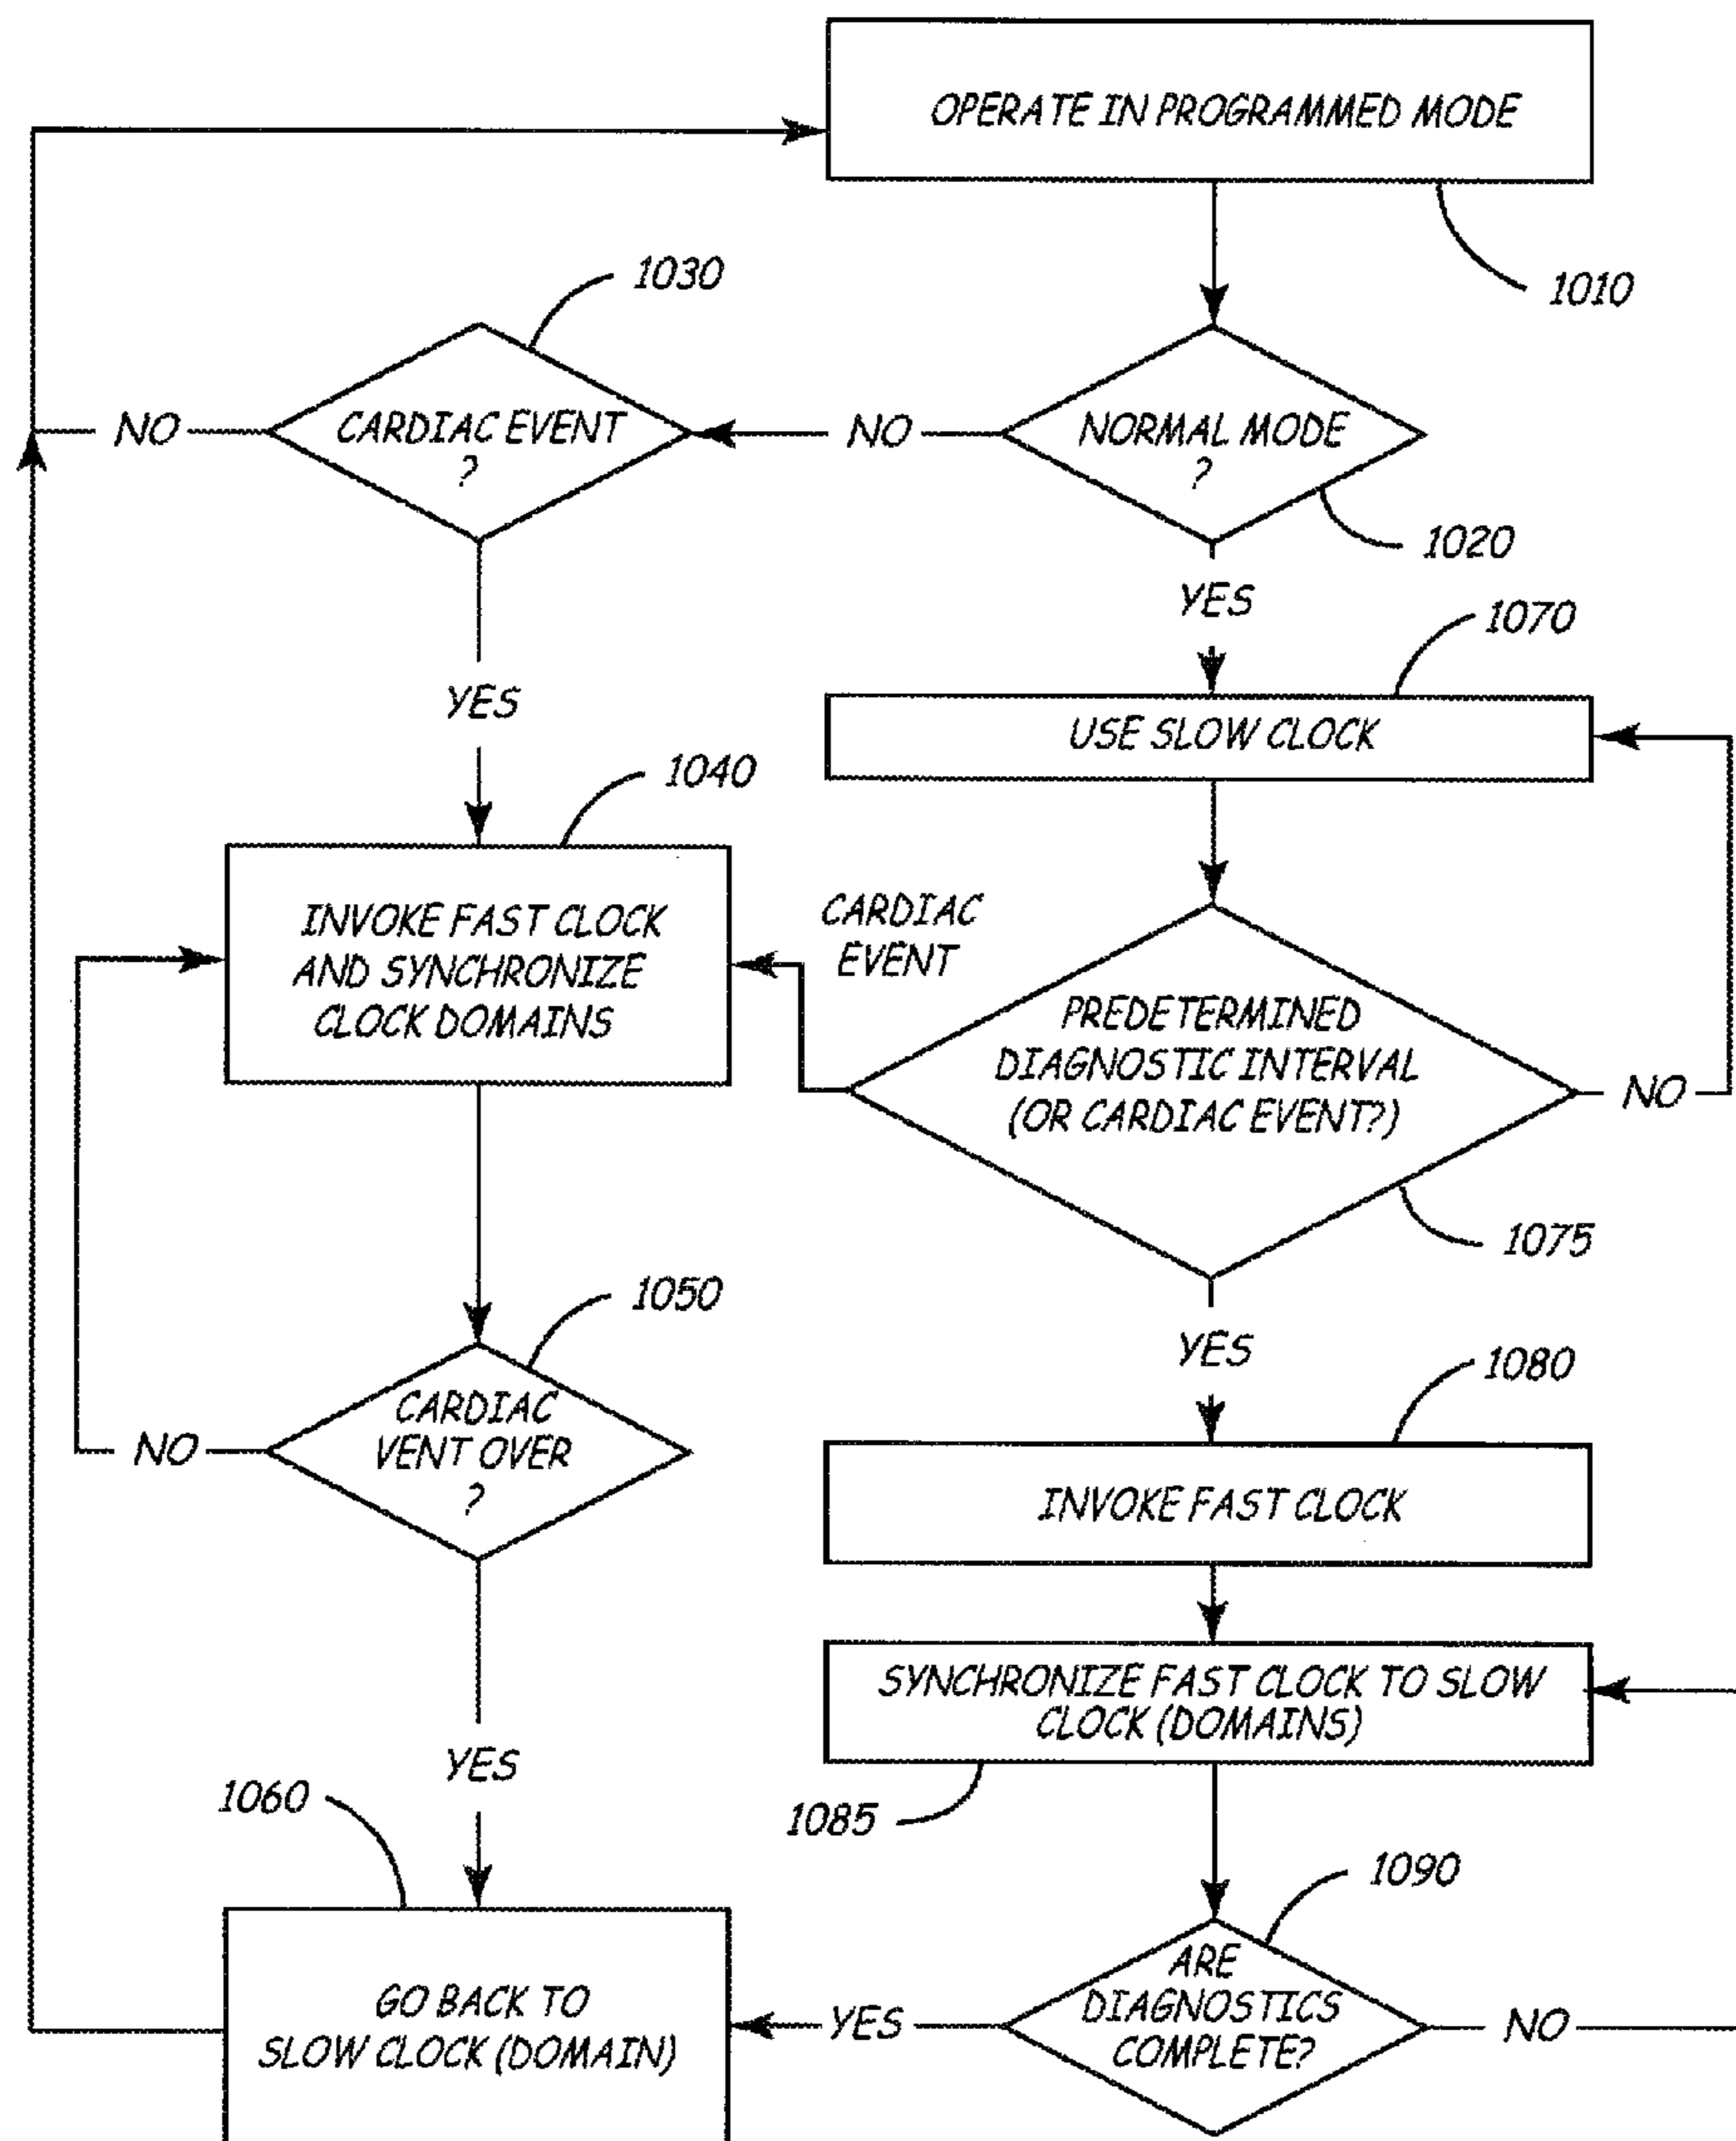 OPERATE IN PROGRAMMED MODE
1010
1030
CARDIAC EVENT
?
NO
NO
NORMAL MODE
?
1020
YES
YES
1070
USE SLOW CLOCK
1040
INVOKE FAST CLOCK
AND SYNCHRONIZE
CLOCK DOMAINS
CARDIAC
EVENT
PREDETERMINED
DIAGNOSTIC INTERVAL
(OR CARDIAC EVENT?)
NO
1075
1050
CARDIAC
VENT OVER
?
NO
YES
1080
INVOKE FAST CLOCK
SYNCHRONIZE FAST CLOCK TO SLOW
CLOCK (DOMAINS)
1085
YES
1060
GO BACK TO
SLOW CLOCK (DOMAIN)
YES
1090
ARE
DIAGNOSTICS
COMPLETE?
NO